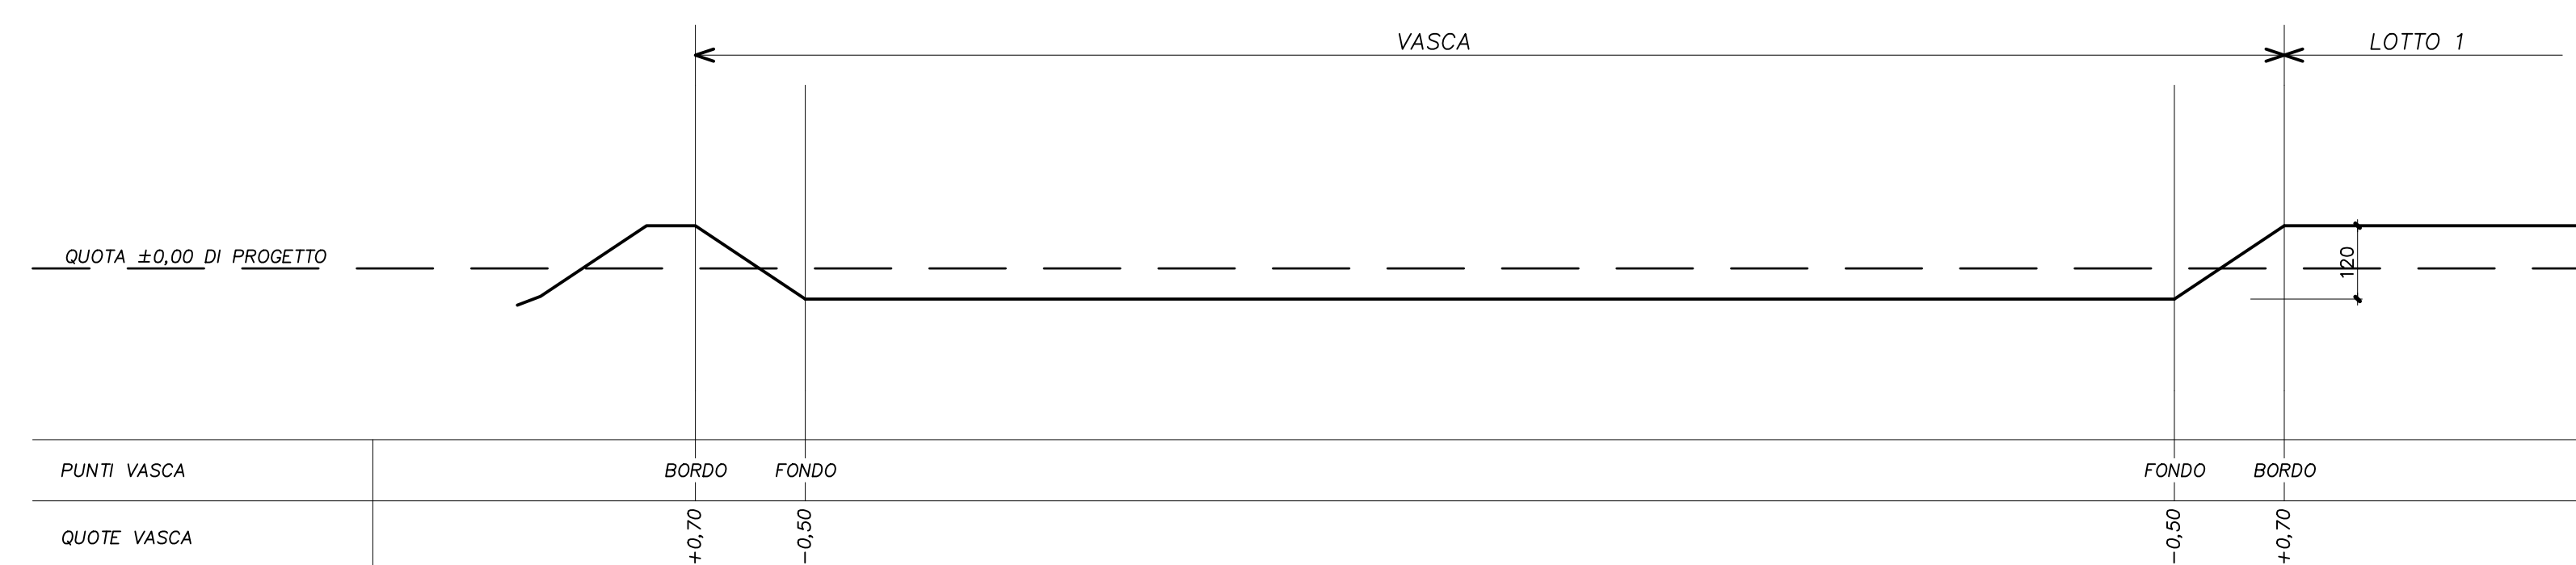 VASCA
LOTTO 1
QUOTA ±0,00 DI PROGETTO
120
PUNTI VASCA
BORDO
FONDO
FONDO
BORDO
QUOTE VASCA
+0,70
-0,50
-0,50
+0,70